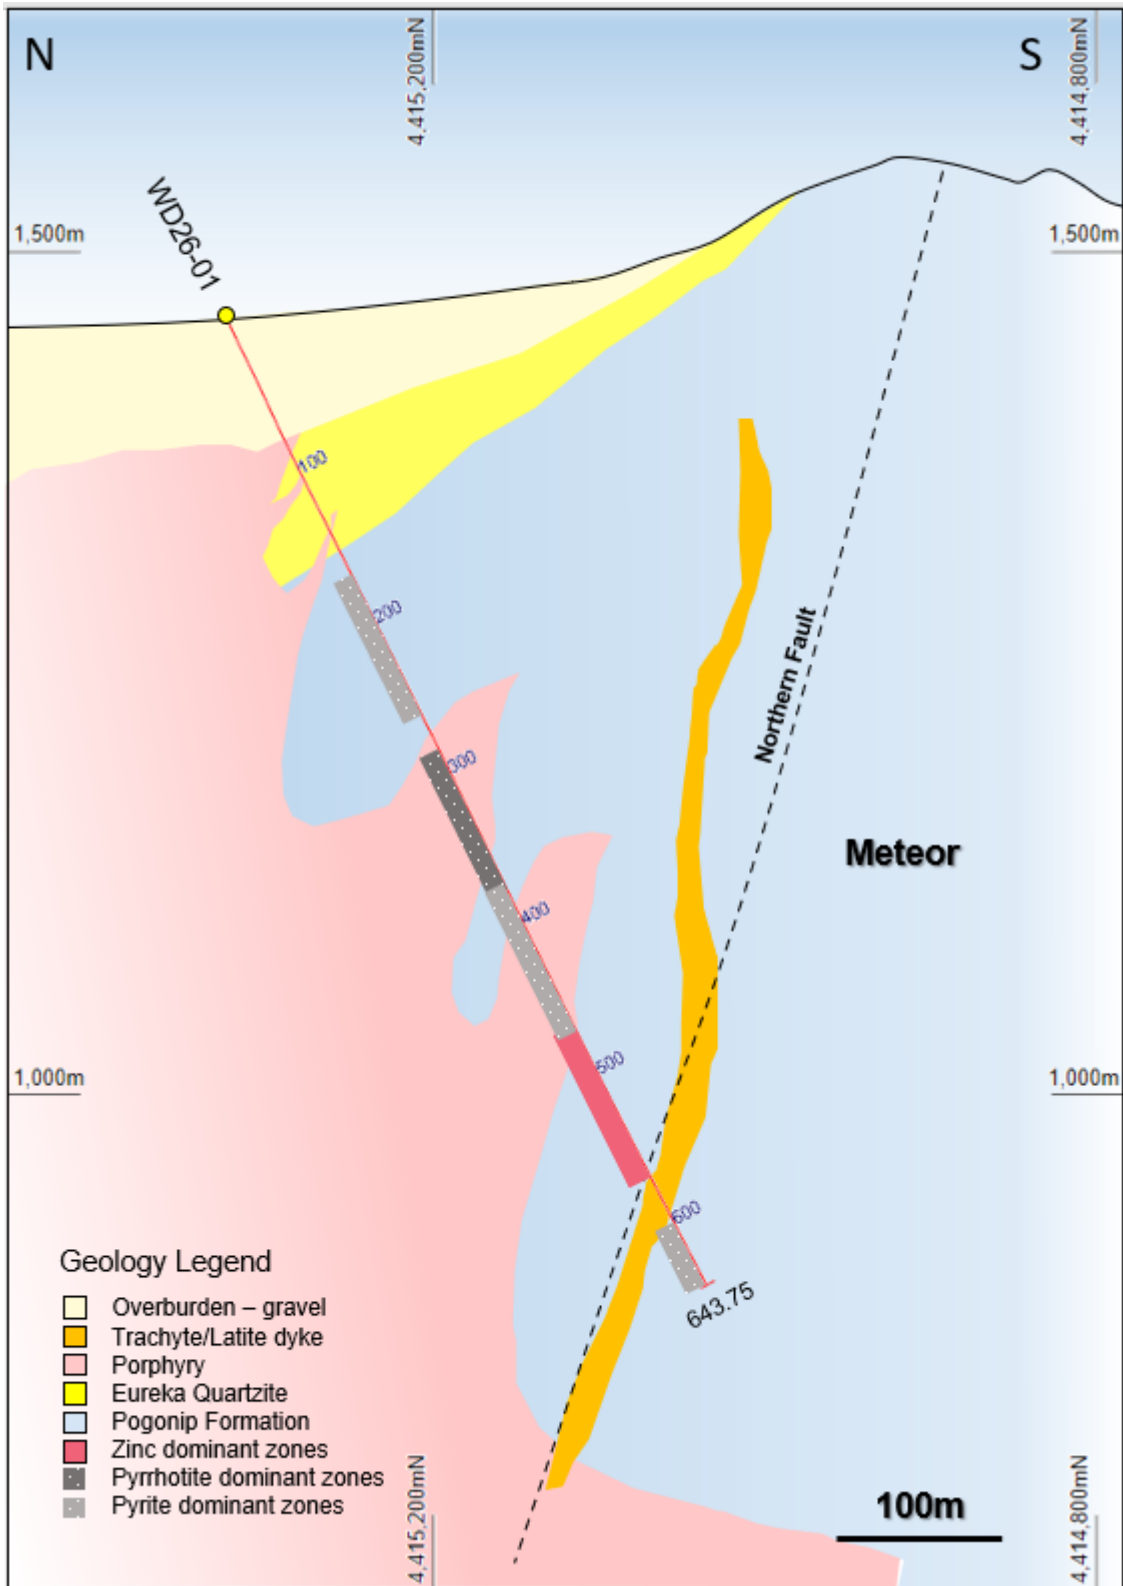 N
4,415,200mN
S
4,414,800mN
WD26-01
1,500m
1,500m
100
200
Northern Fault
300
Meteor
400
500
1,000m
1,000m
600
643.75
Geology Legend
Overburden – gravel
Trachyte/Latite dyke
Porphyry
Eureka Quartzite
Pogonip Formation
Zinc dominant zones
Pyrrhotite dominant zones
Pyrite dominant zones
4,415,200mN
100m
4,414,800mN